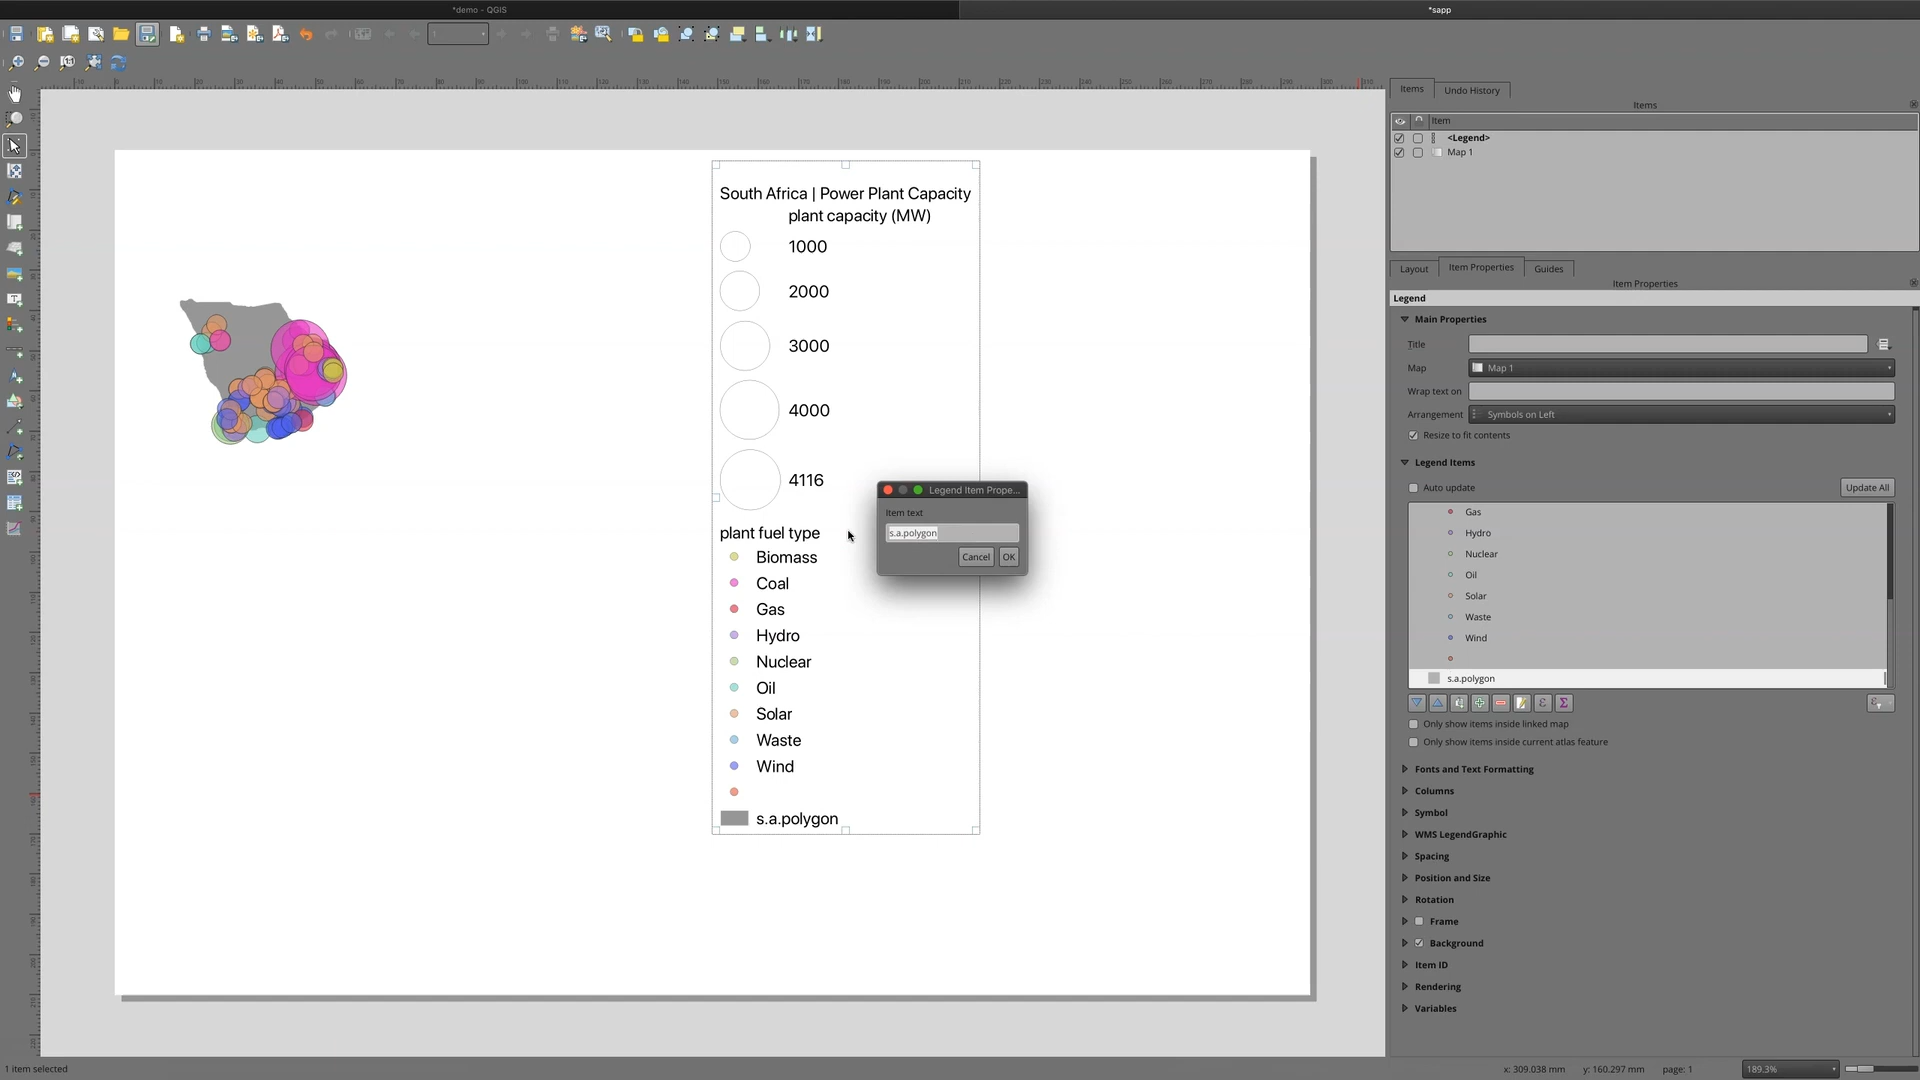 *demo – QGIS
*sapp
Items
Undo History
Items
Item
<Legend>
Map 1
Layout
Item Properties
Guides
Item Properties
Legend
Main Properties
Title
Map
Map 1
Wrap text on
Arrangement
Symbols on Left
Resize to fit contents
Legend Items
Auto update
Update All
Gas
Hydro
Nuclear
Oil
Solar
Waste
Wind
s.a.polygon
Only show items inside linked map
Only show items inside current atlas feature
Fonts and Text Formatting
Columns
Symbol
WMS LegendGraphic
Spacing
Position and Size
Rotation
Frame
Background
Item ID
Rendering
Variables
South Africa | Power Plant Capacity
plant capacity (MW)
1000
2000
3000
4000
4116
plant fuel type
Biomass
Coal
Gas
Hydro
Nuclear
Oil
Solar
Waste
Wind
s.a.polygon
Legend Item Prope...
Item text
s.a.polygon
Cancel
OK
1 item selected
x: 309.038 mm
y: 160.297 mm
page: 1
189.3%